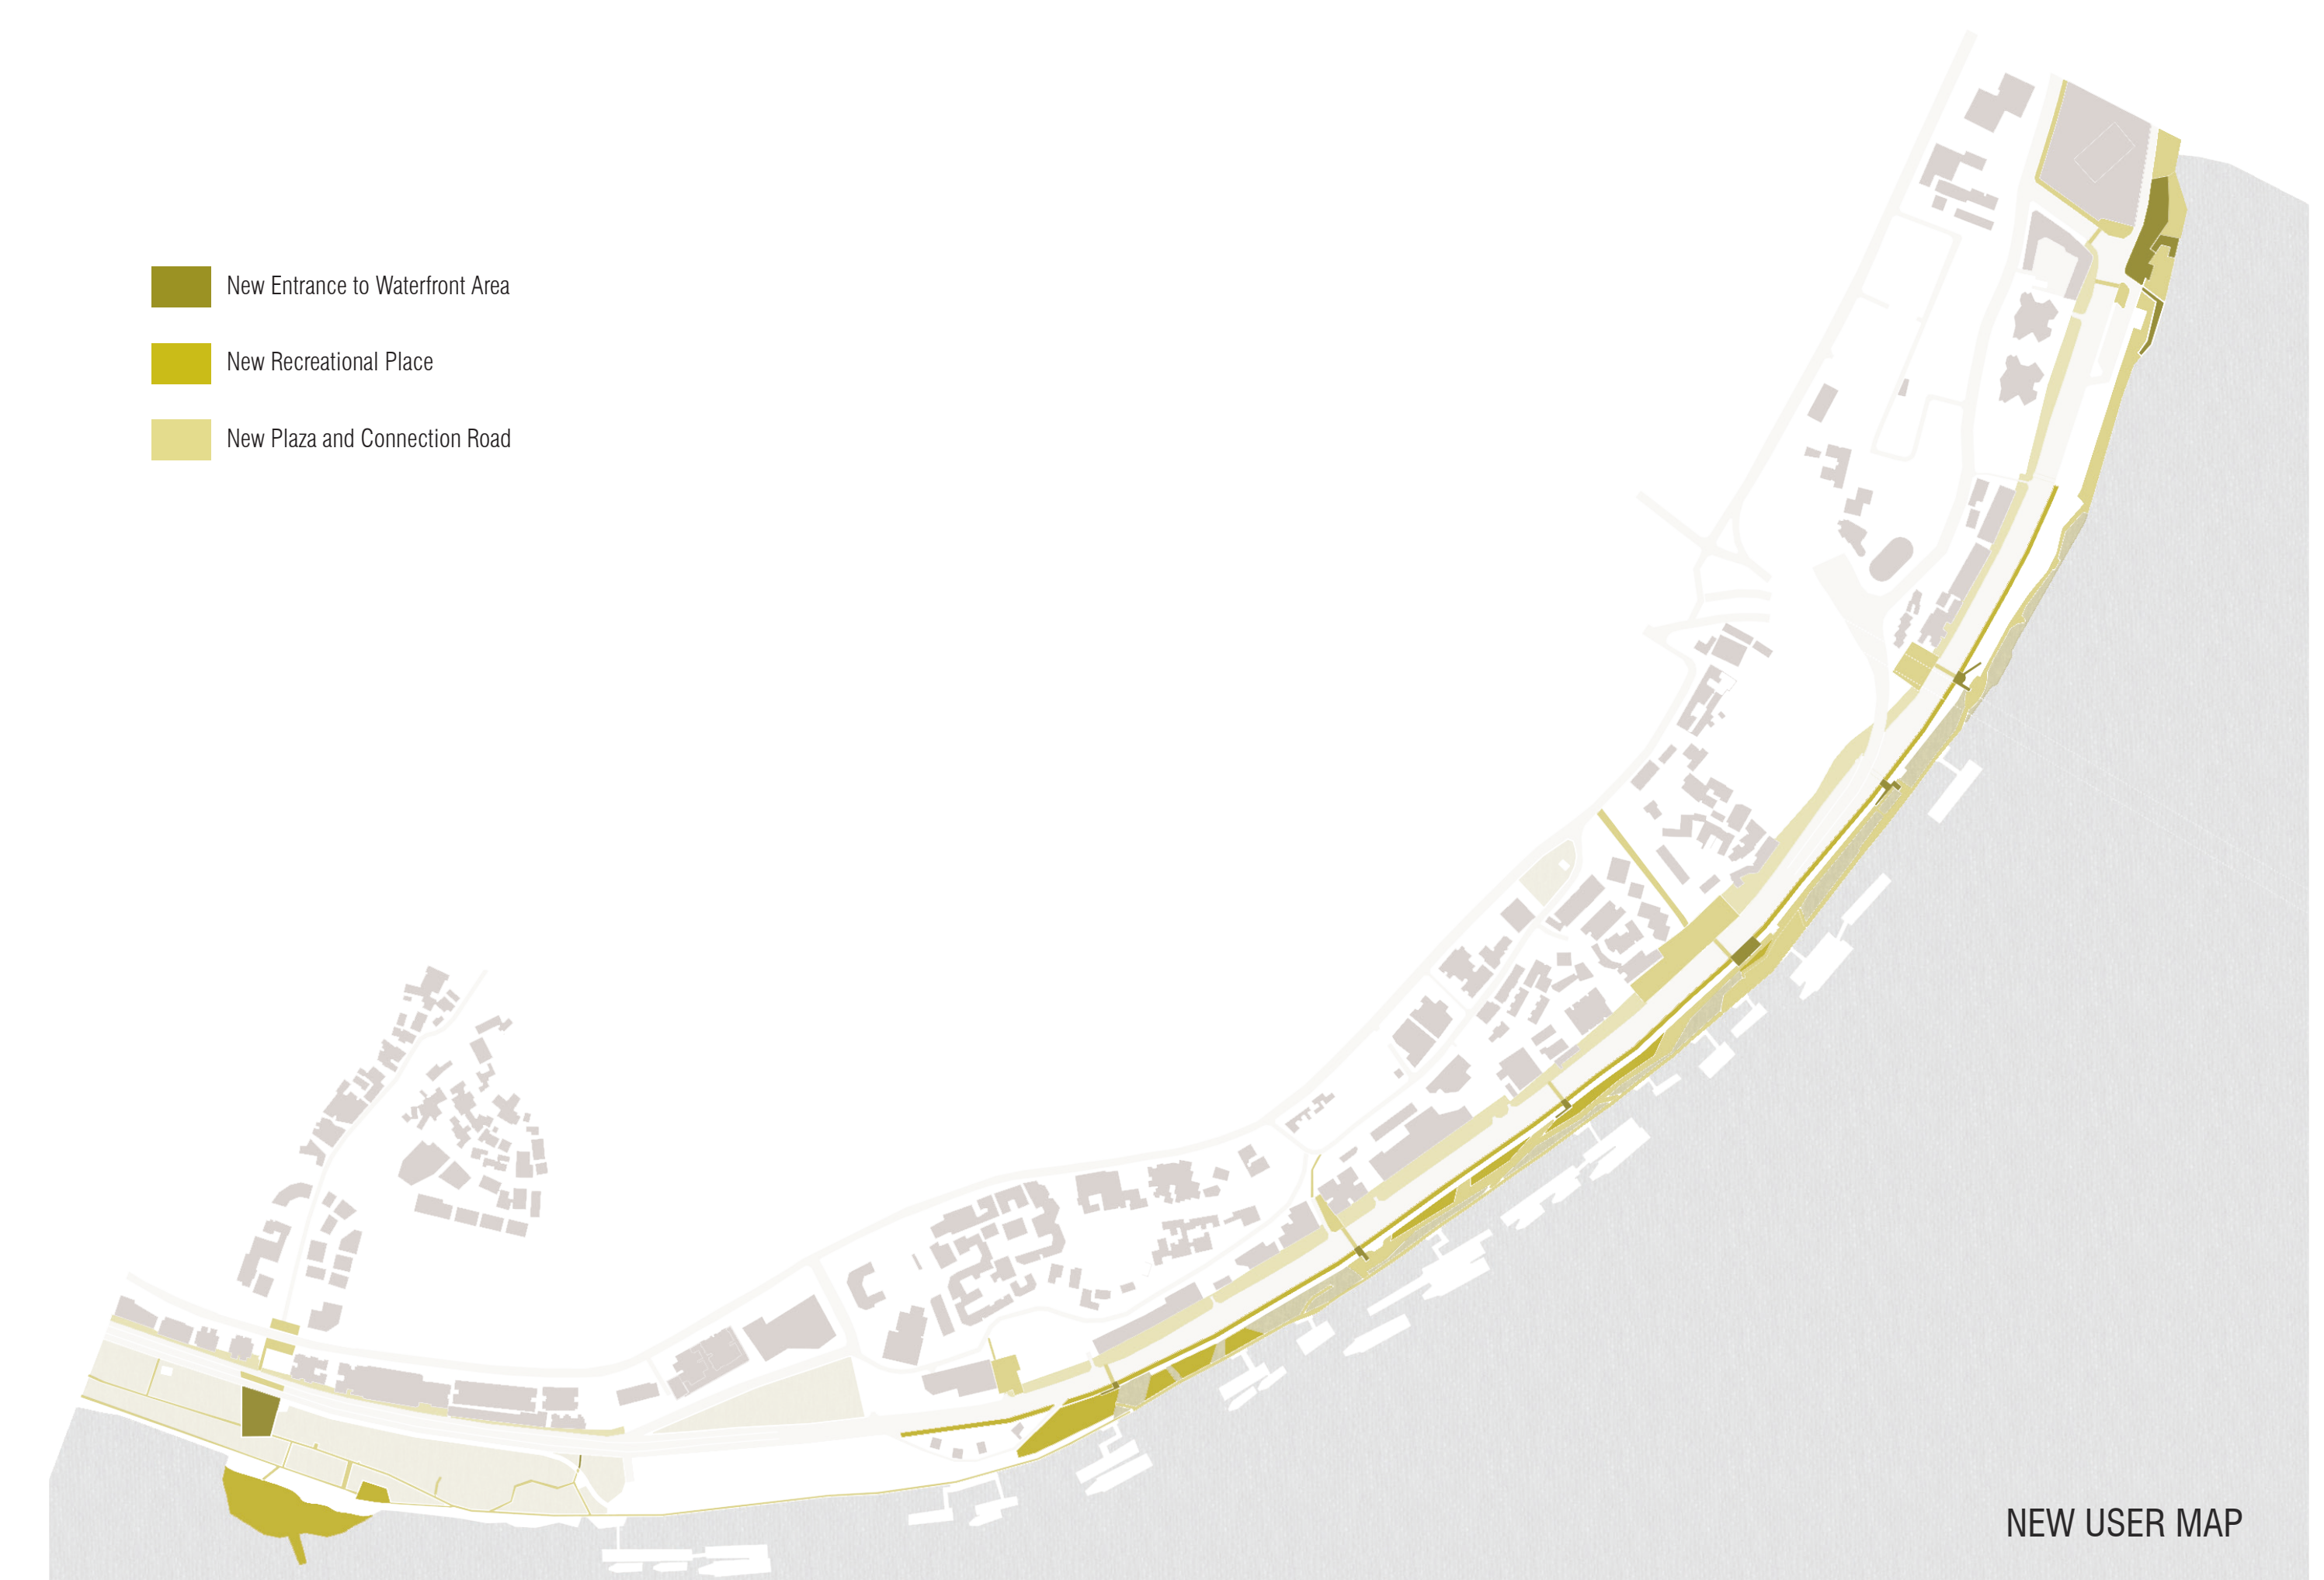 New Entrance to Waterfront Area
New Recreational Place
New Plaza and Connection Road
NEW USER MAP